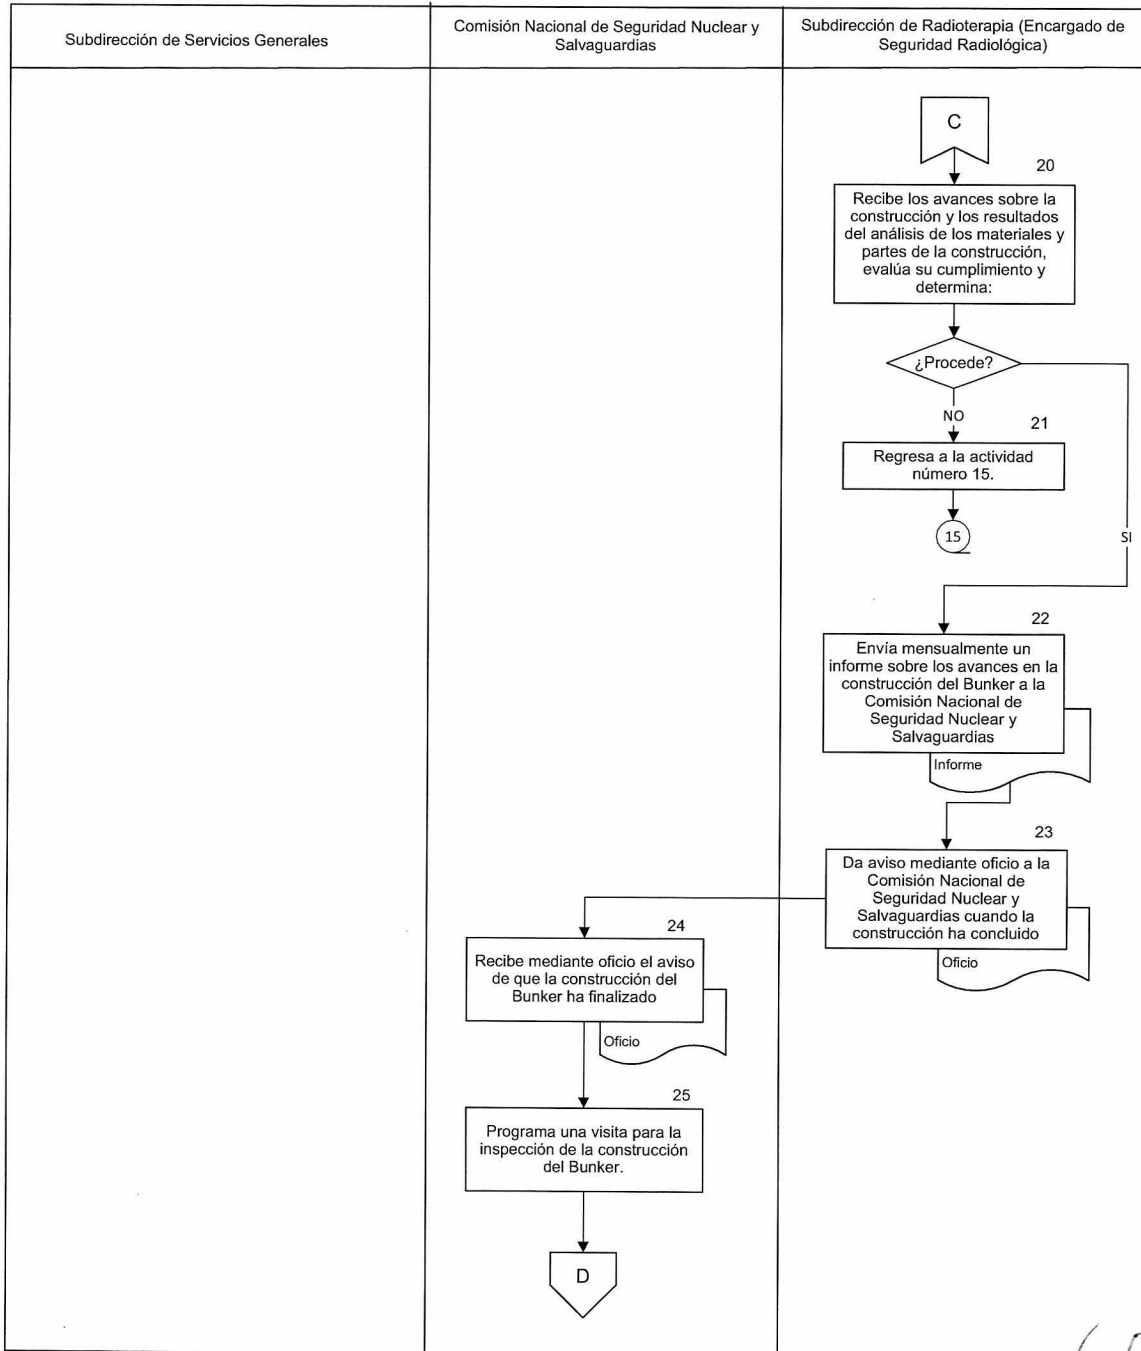 Subdirección de Servicios Generales
Comisión Nacional de Seguridad Nuclear y
Salvaguardias
Subdirección de Radioterapia (Encargado de
Seguridad Radiológica)
C
20
Recibe los avances sobre la
construcción y los resultados
del análisis de los materiales y
partes de la construcción,
evalúa su cumplimiento y
determina:
¿Procede?
NO
21
Regresa a la actividad
número 15.
15
SI
22
Envía mensualmente un
informe sobre los avances en la
construcción del Bunker a la
Comisión Nacional de
Seguridad Nuclear y
Salvaguardias
Informe
23
Da aviso mediante oficio a la
Comisión Nacional de
Seguridad Nuclear y
Salvaguardias cuando la
construcción ha concluido
Oficio
24
Recibe mediante oficio el aviso
de que la construcción del
Bunker ha finalizado
Oficio
25
Programa una visita para la
inspección de la construcción
del Bunker.
D